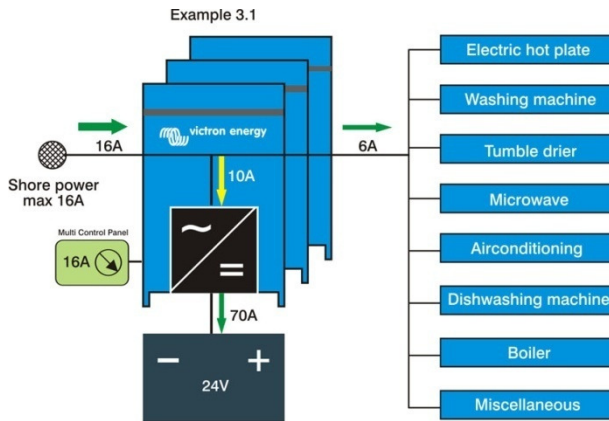 Example 3.1
victron energy
16A
6A
10A
Shore power
max 16A
Multi Control Panel
16A
70A
24V
Electric hot plate
Washing machine
Tumble drier
Microwave
Airconditioning
Dishwashing machine
Boiler
Miscellaneous